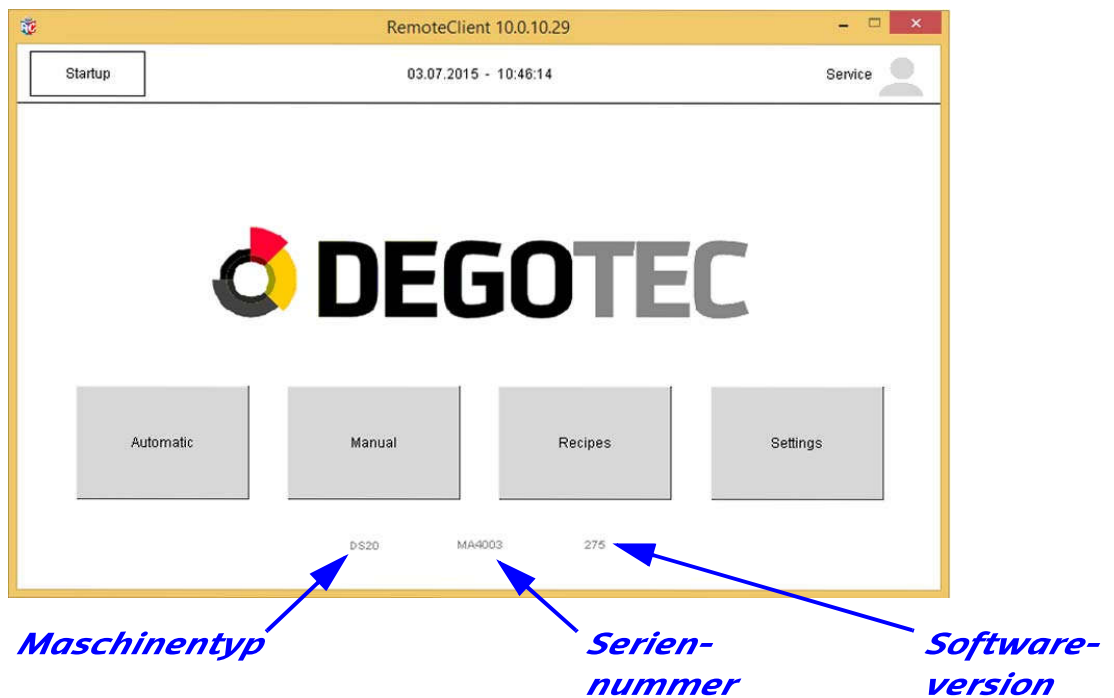 RemoteClient 10.0.10.29
Startup
03.07.2015 - 10:46:14
Service
DEGOTEC
Automatic
Manual
Recipes
Settings
DS20
MA4003
275
Maschinentyp
Serien-
nummer
Software-
version